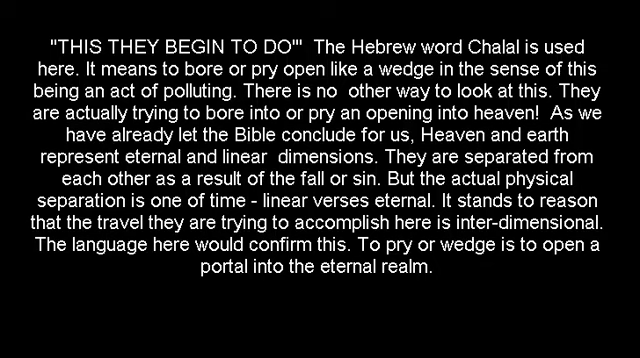 "THIS THEY BEGIN TO DO"' The Hebrew word Chalal is used
here. It means to bore or pry open like a wedge in the sense of this
being an act of polluting. There is no other way to look at this. They
are actually trying to bore into or pry an opening into heaven! As we
have already let the Bible conclude for us, Heaven and earth
represent eternal and linear dimensions. They are separated from
each other as a result of the fall or sin. But the actual physical
separation is one of time - linear verses eternal. It stands to reason
that the travel they are trying to accomplish here is inter-dimensional.
The language here would confirm this. To pry or wedge is to open a
portal into the eternal realm.